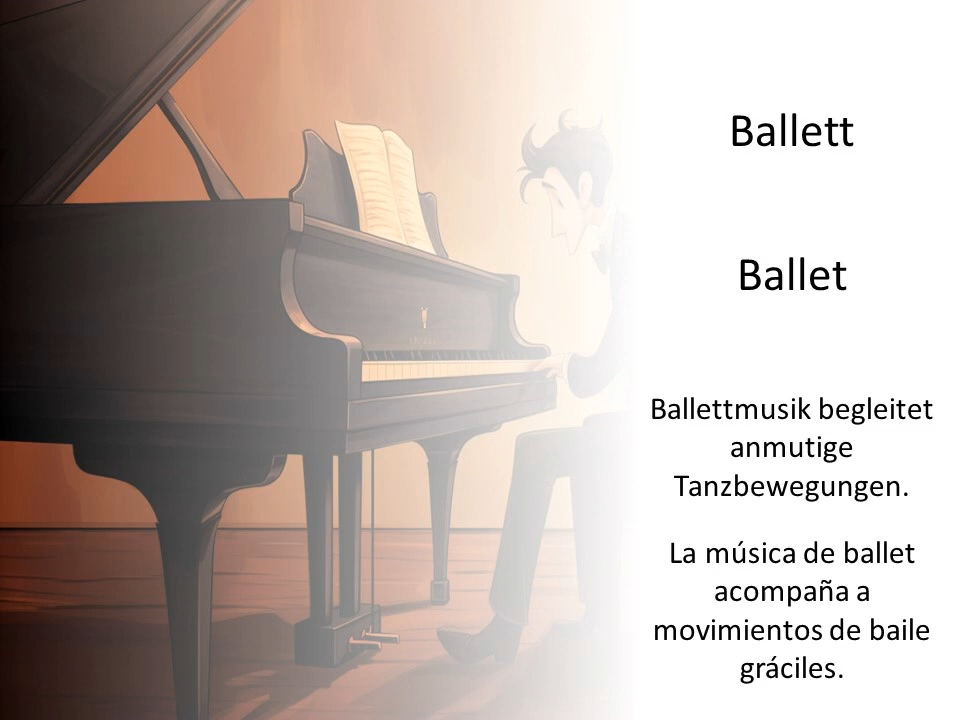 Ballett
Ballet
Ballettmusik begleitet
anmutige
Tanzbewegungen.
La música de ballet
acompaña a
movimientos de baile
gráciles.